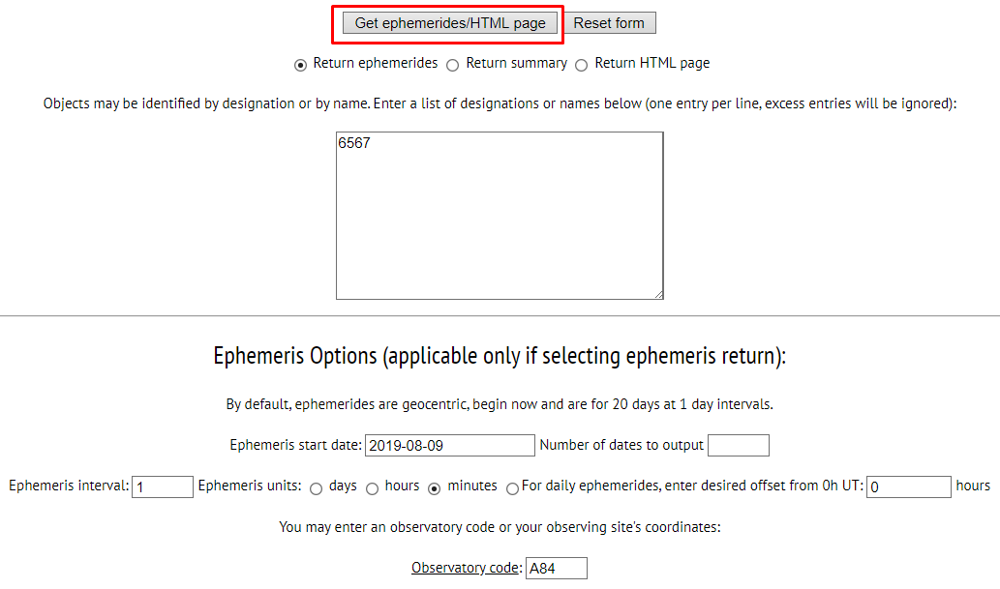 Get ephemerides/HTML page Reset form
Return ephemerides Return summary Return HTML page
Objects may be identified by designation or by name. Enter a list of designations or names below (one entry per line, excess entries will be ignored):
6567
Ephemeris Options (applicable only if selecting ephemeris return):
By default, ephemerides are geocentric, begin now and are for 20 days at 1 day intervals.
Ephemeris start date: 2019-08-09 Number of dates to output
Ephemeris interval: 1 Ephemeris units: days hours minutes For daily ephemerides, enter desired offset from 0h UT: 0 hours
You may enter an observatory code or your observing site's coordinates:
Observatory code: A84